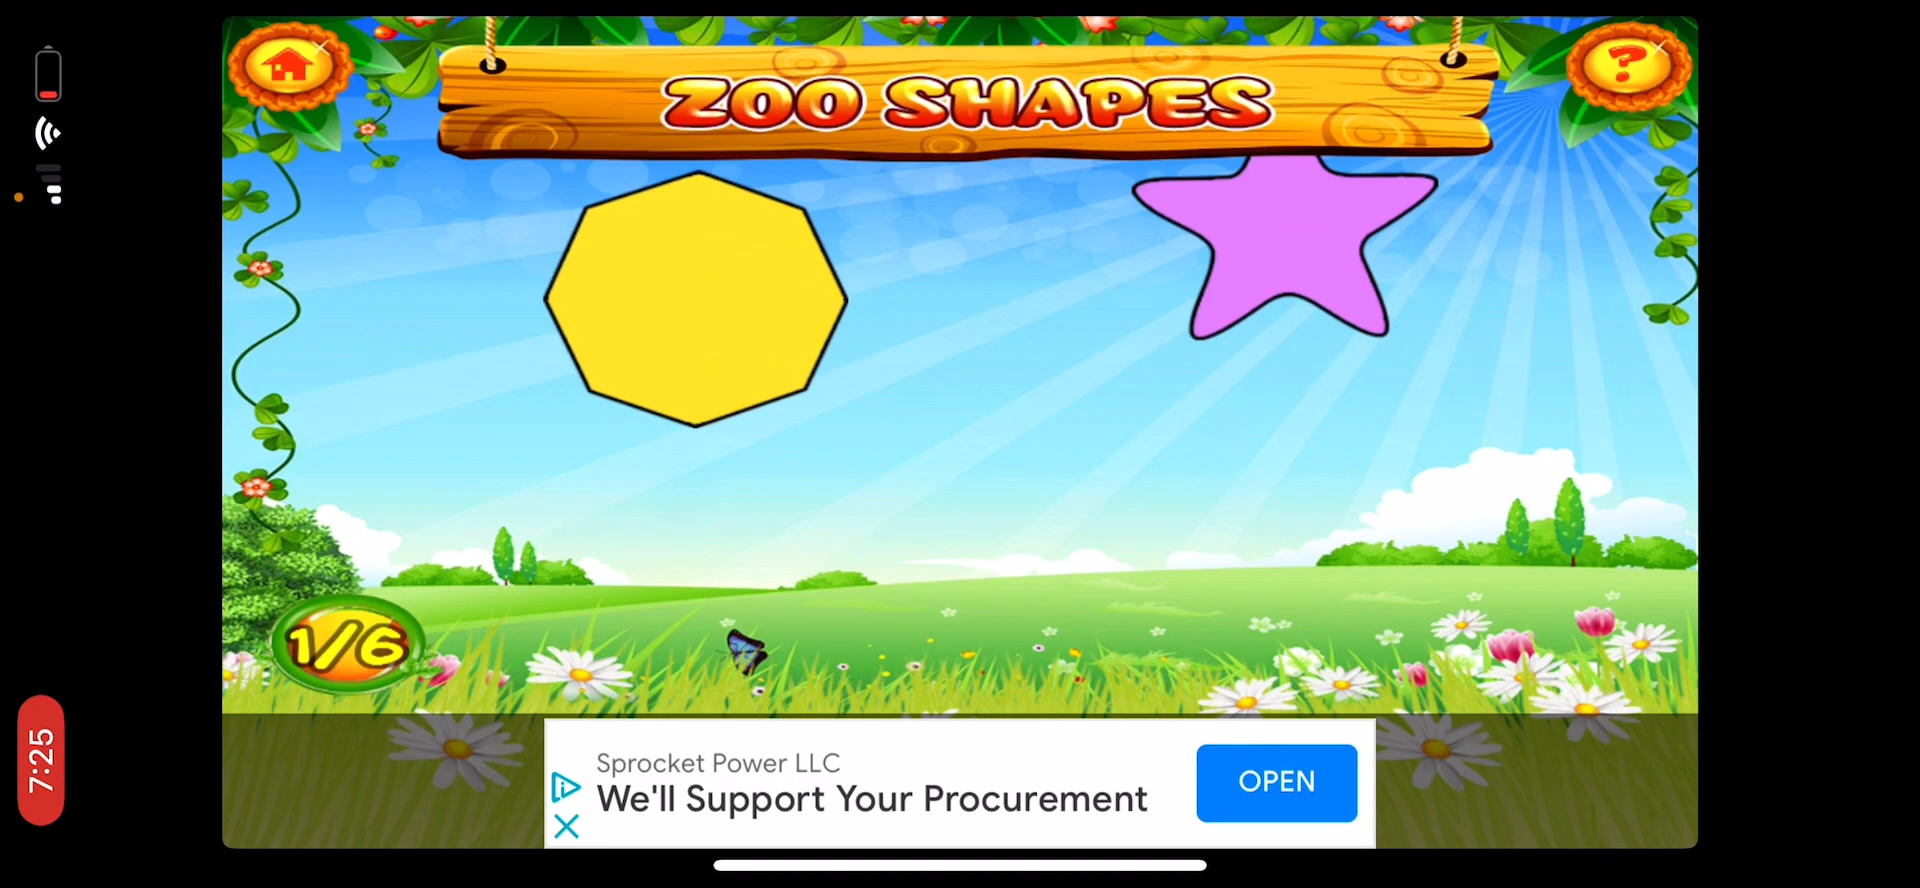 ZOO SHAPES
?
1/6
7:25
Sprocket Power LLC
We'll Support Your Procurement
OPEN